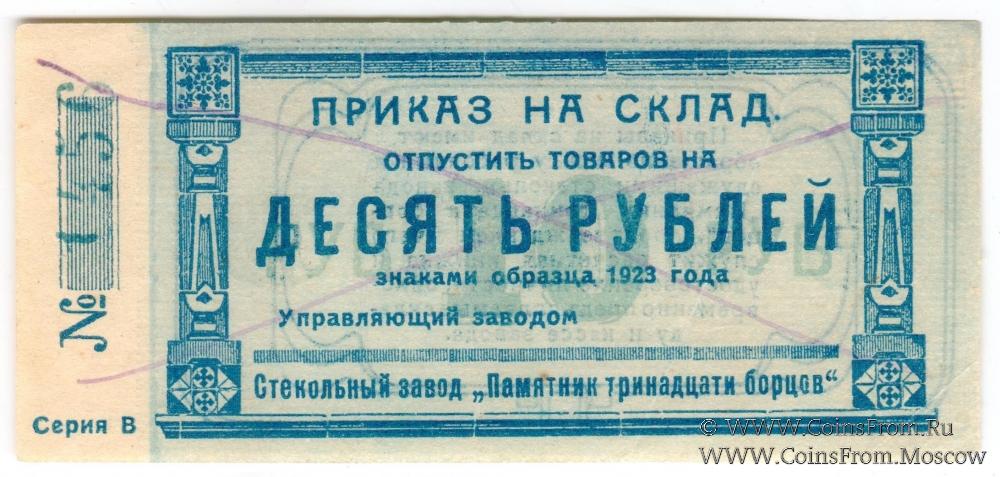 ПРИКАЗ НА СКЛАД.
ОТПУСТИТЬ ТОВАРОВ НА
ДЕСЯТЬ РУБЛЕЙ
знаками образца 1923 года
Управляющий заводом
Стекольный завод „Памятник тринадцати борцов“
№
Серия В
© WWW.CoinsFrom.Ru
www.CoinsFrom.Moscow